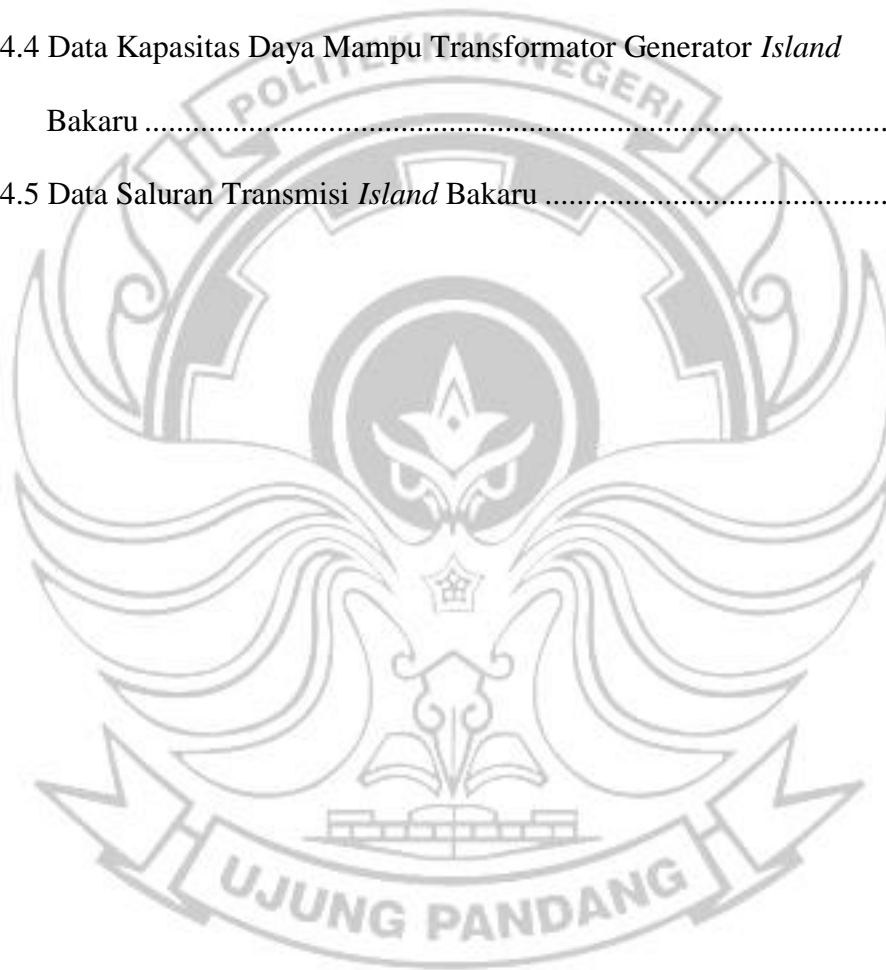 4.4 Data Kapasitas Daya Mampu Transformator Generator Island
POLITEKNIK NEGERI
Bakaru ........................................................................................
4.5 Data Saluran Transmisi Island Bakaru ...........................................
UJUNG PANDANG